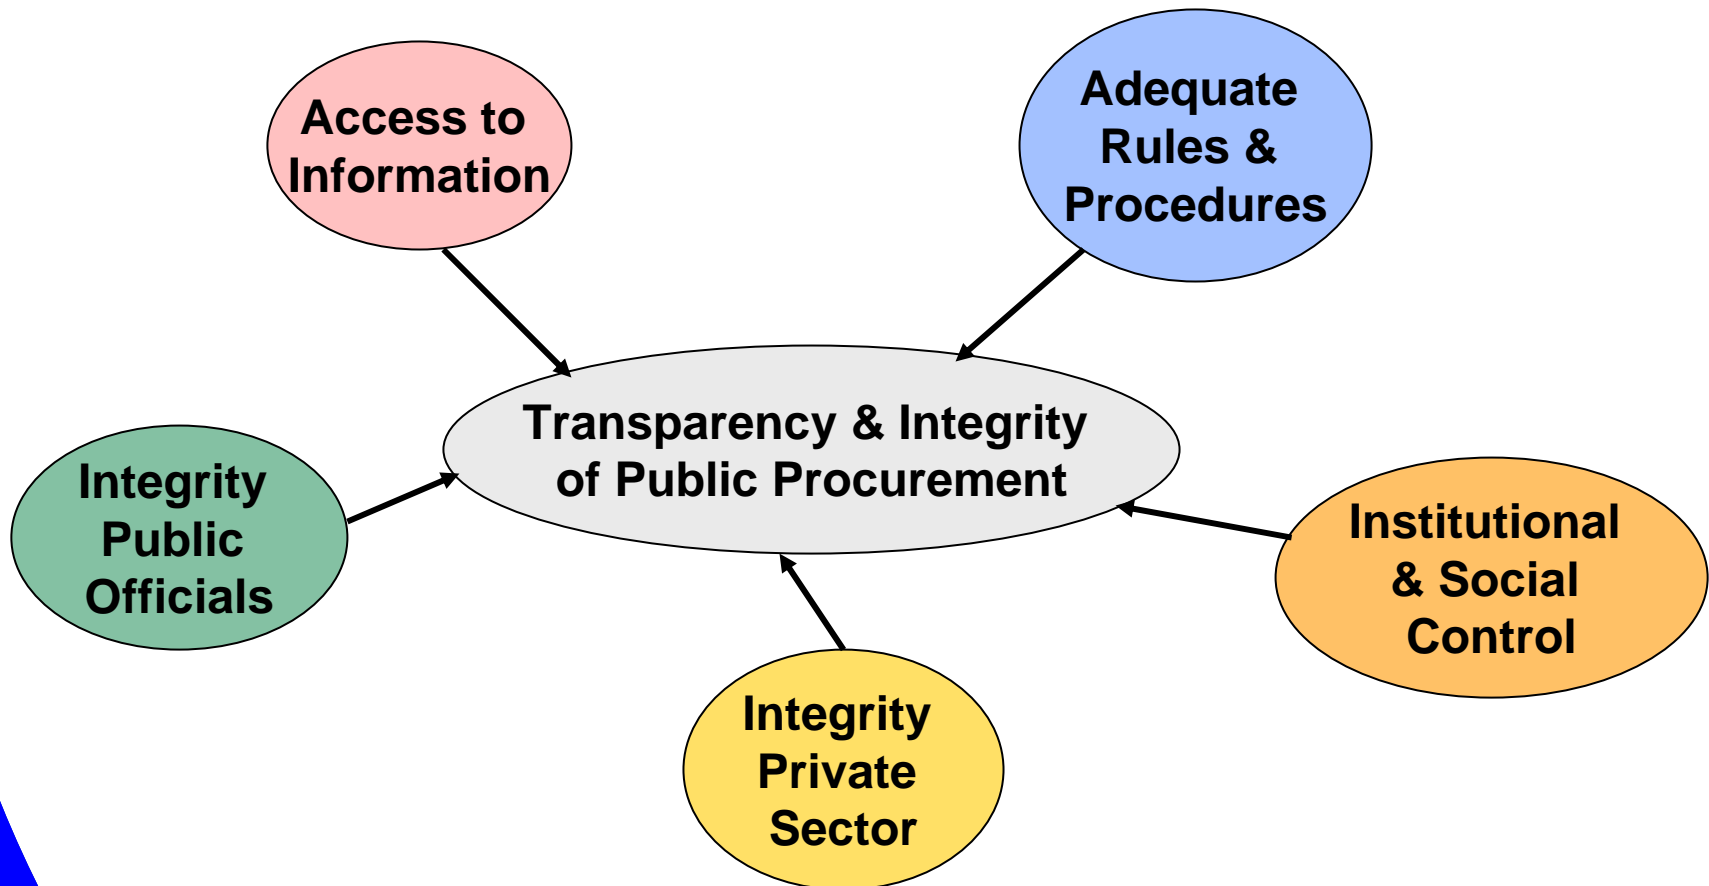 Access to
Information
Adequate
Rules &
Procedures
Transparency & Integrity
of Public Procurement
Integrity
Public
Officials
Institutional
& Social
Control
Integrity
Private
Sector